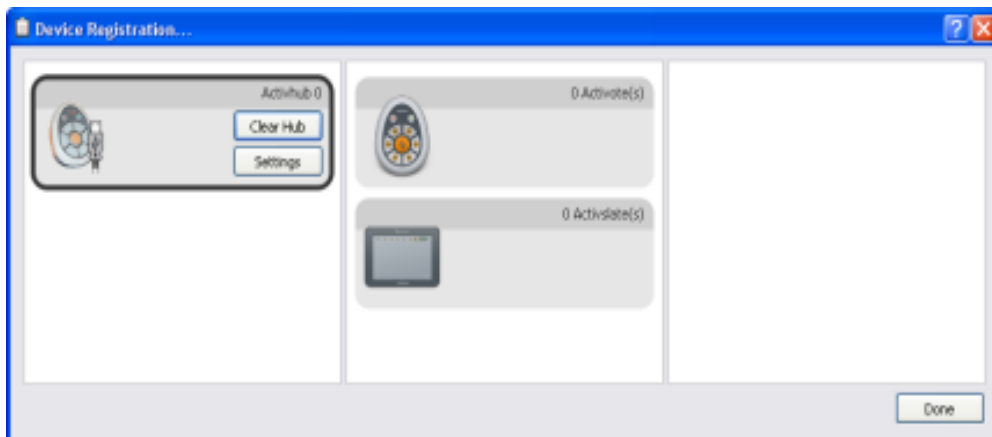 Device Registration...
Activhub 0
Clear Hub
Settings
0 Activote(s)
0 Activslate(s)
Done